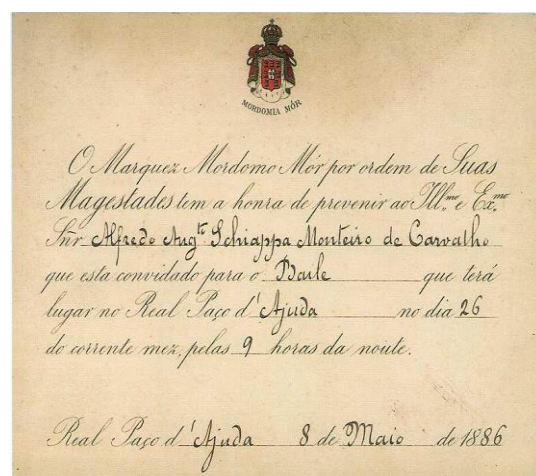 MORDOMIA MÓR
O Marquez Mordomo Mór por ordem de Suas
Magestades tem a honra de prevenir ao Ill.mo e Ex.mo
Snr Alfredo Aug.to Schiappa Monteiro de Carvalho
que esta convidado para o Baile que terá
lugar no Real Paço d'Ajuda no dia 26
do corrente mez, pelas 9 horas da noute.
Real Paço d'Ajuda 8 de Maio de 1886